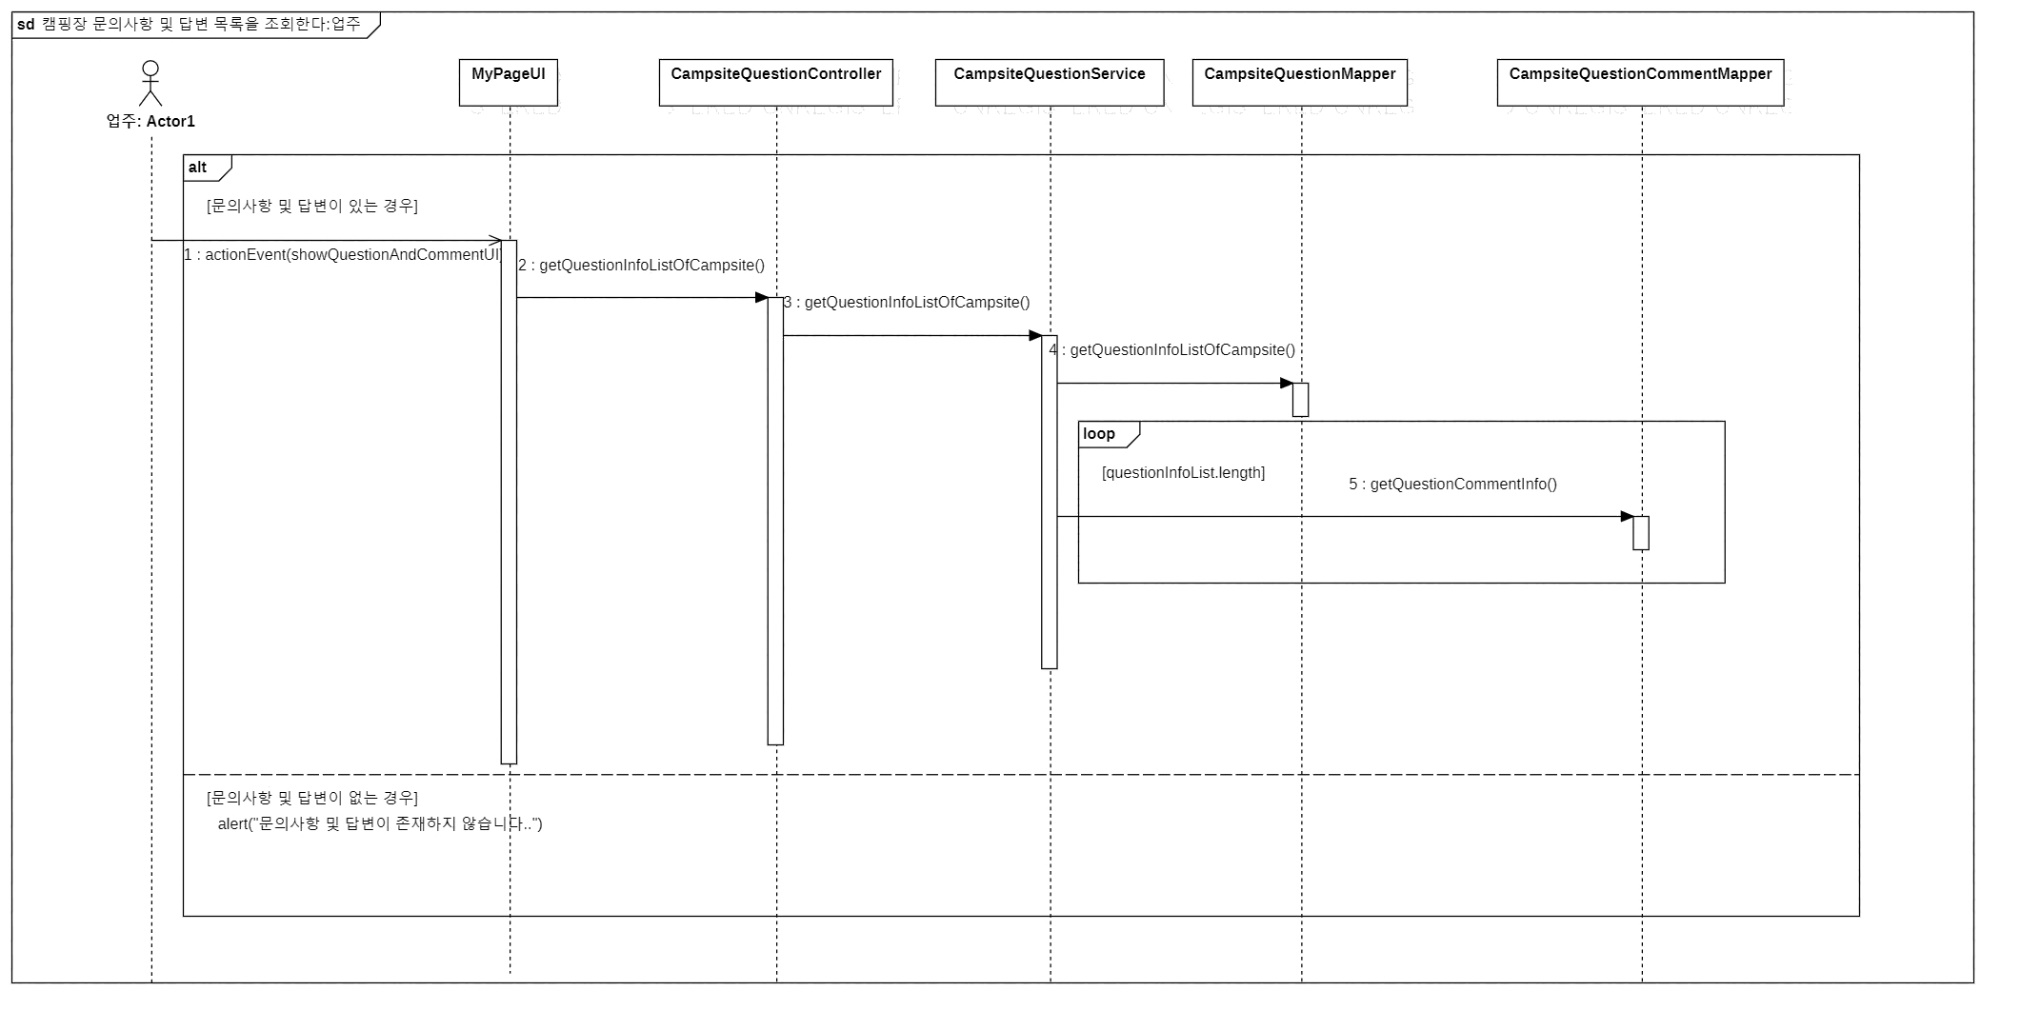 sd 캠핑장 문의사항 및 답변 목록을 조회한다:업주
MyPageUI
CampsiteQuestionController
CampsiteQuestionService
CampsiteQuestionMapper
CampsiteQuestionCommentMapper
업주: Actor1
alt
[문의사항 및 답변이 있는 경우]
1 : actionEvent(showQuestionAndCommentUI)
2 : getQuestionInfoListOfCampsite()
3 : getQuestionInfoListOfCampsite()
4 : getQuestionInfoListOfCampsite()
loop
[questionInfoList.length]
5 : getQuestionCommentInfo()
[문의사항 및 답변이 없는 경우]
alert("문의사항 및 답변이 존재하지 않습니다..")